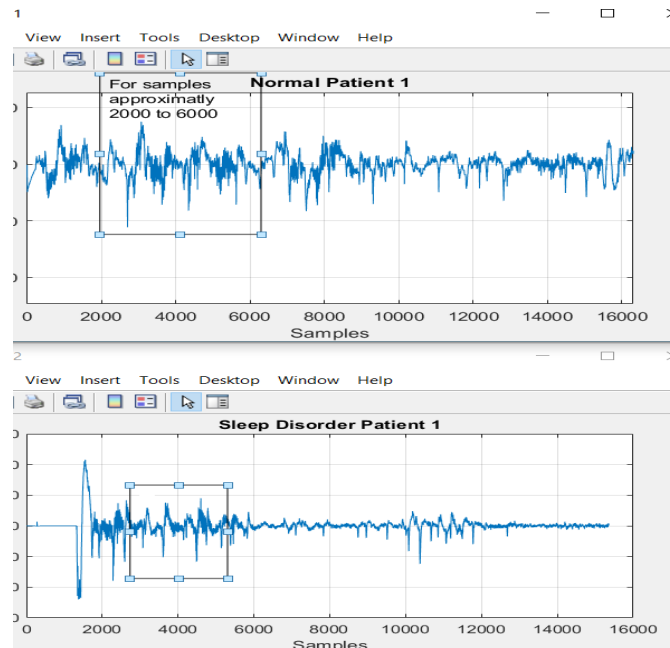 1
View Insert Tools Desktop Window Help
For samples
approximatly
2000 to 6000
Normal Patient 1
0 2000 4000 6000 8000 10000 12000 14000 16000
Samples
2
View Insert Tools Desktop Window Help
Sleep Disorder Patient 1
0 2000 4000 6000 8000 10000 12000 14000 16000
Samples